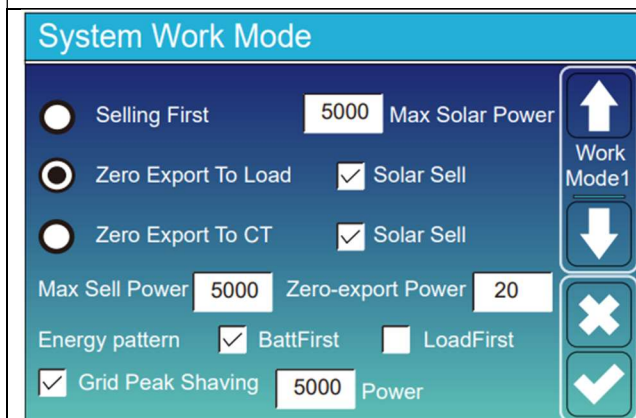 System Work Mode
Selling First 5000 Max Solar Power
Zero Export To Load Solar Sell
Zero Export To CT Solar Sell
Max Sell Power 5000 Zero-export Power 20
Energy pattern BattFirst LoadFirst
Grid Peak Shaving 5000 Power
Work
Mode1